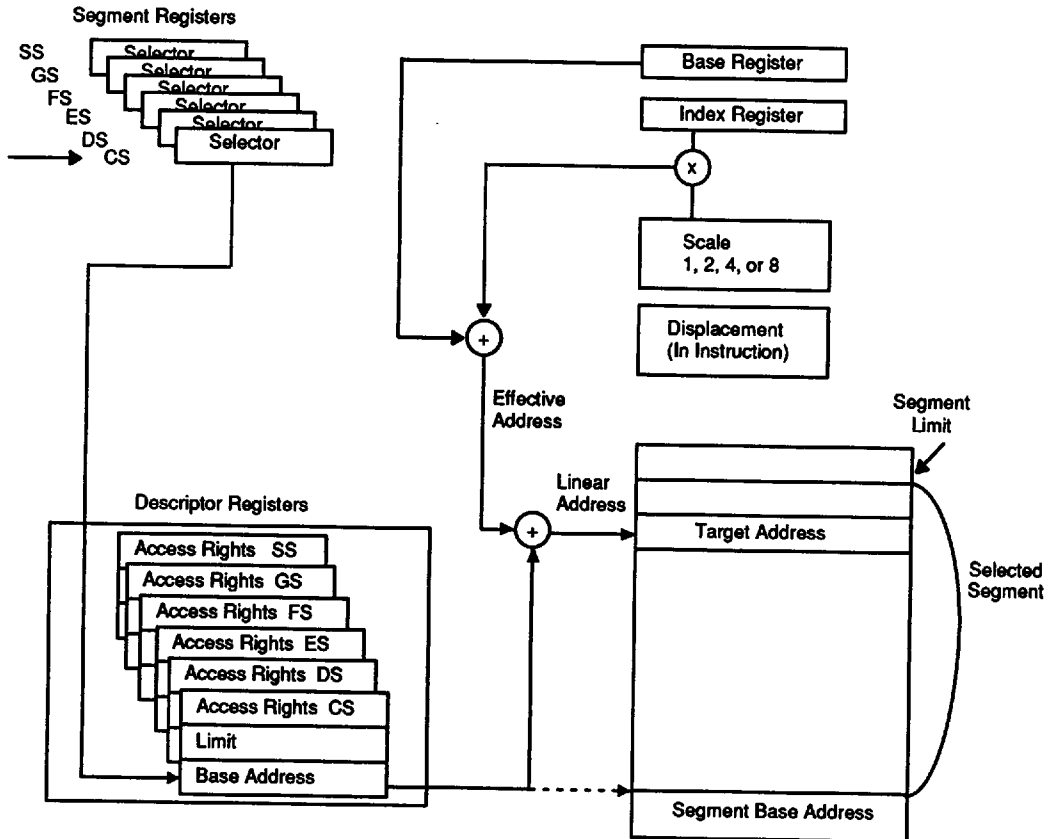 Segment Registers
SS
GS
FS
ES
DS
CS
Selector
Selector
Selector
Selector
Selector
Selector
Base Register
Index Register
x
Scale
1, 2, 4, or 8
Displacement
(In Instruction)
+
Effective
Address
Segment
Limit
Linear
Address
+
Target Address
Selected
Segment
Segment Base Address
Descriptor Registers
Access Rights SS
Access Rights GS
Access Rights FS
Access Rights ES
Access Rights DS
Access Rights CS
Limit
Base Address